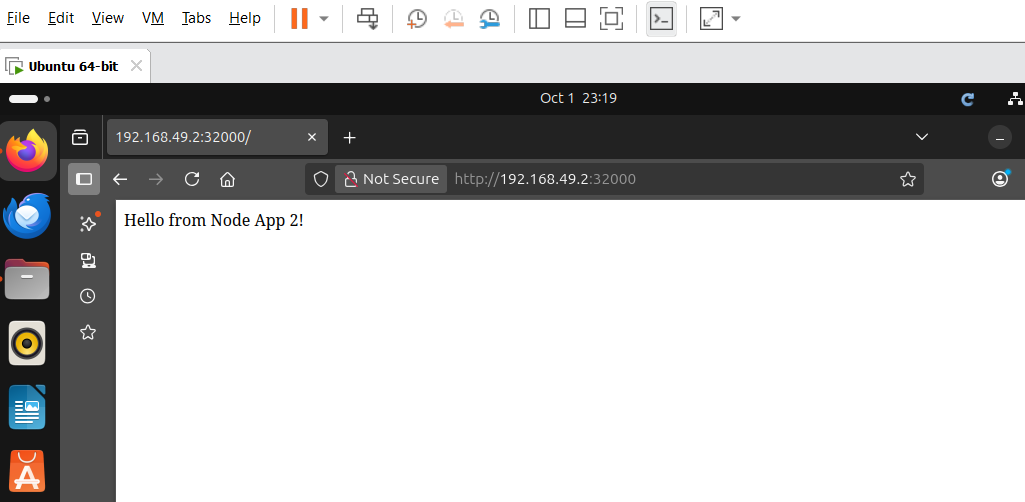 File Edit View VM Tabs Help
Ubuntu 64-bit
Oct 1 23:19
192.168.49.2:32000/
Not Secure http://192.168.49.2:32000
Hello from Node App 2!